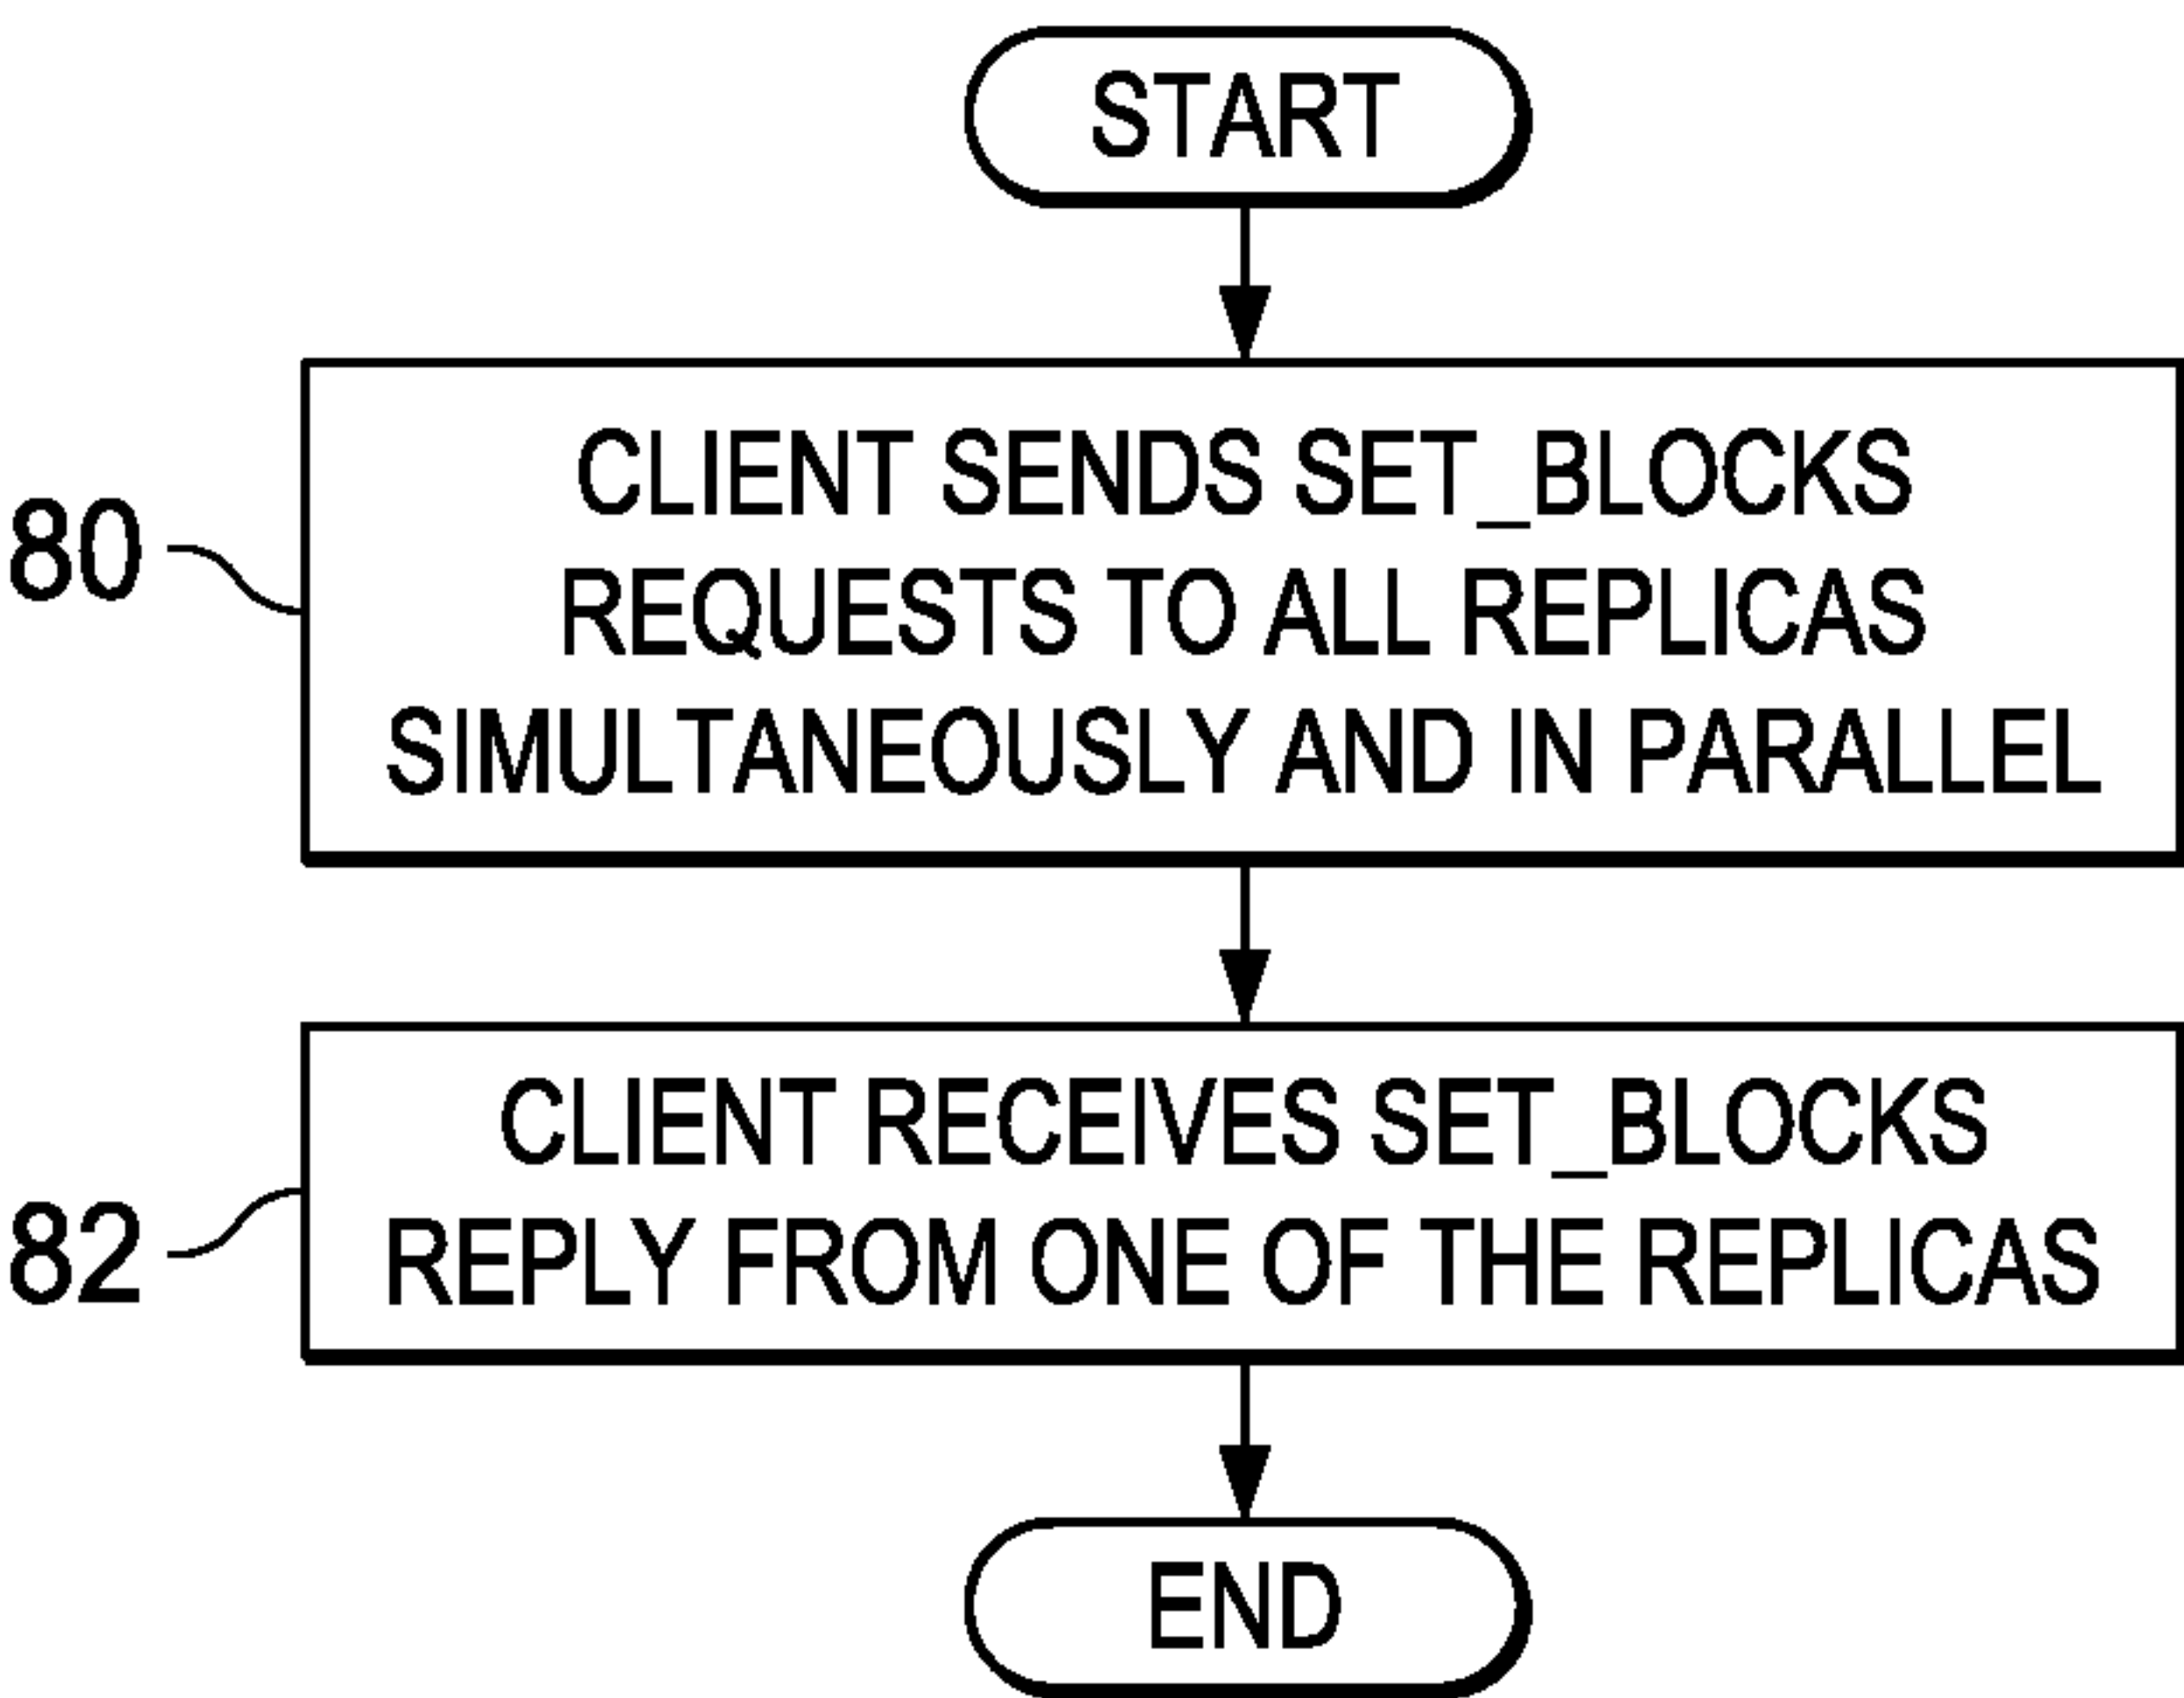 START
CLIENT SENDS SET_BLOCKS
REQUESTS TO ALL REPLICAS
SIMULTANEOUSLY AND IN PARALLEL
80
CLIENT RECEIVES SET_BLOCKS
REPLY FROM ONE OF THE REPLICAS
82
END